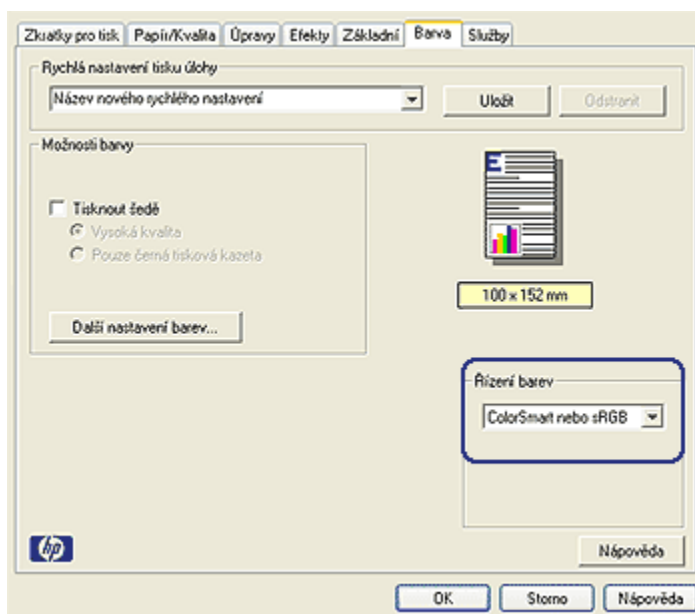 Zkratky pro tisk Papír/Kvalita Úpravy Efekty Základní Barva Služby
Rychlá nastavení tisku úlohy
Název nového rychlého nastavení Uložit Odstranit
Možnosti barvy
Tisknout šedě
Vysoká kvalita
Pouze černá tisková kazeta
Další nastavení barev...
E
100 x 152 mm
Řízení barev
ColorSmart nebo sRGB
hp
Nápověda
OK Storno Nápověda